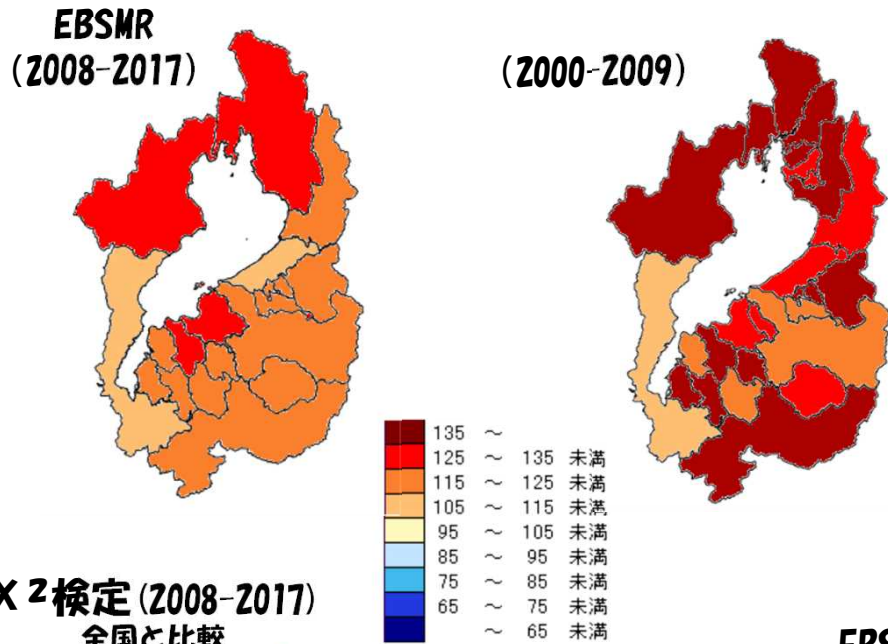 EBSMR
(2008-2017)
(2000-2009)
135 ～
125 ～ 135 未満
115 ～ 125 未満
105 ～ 115 未満
95 ～ 105 未満
85 ～ 95 未満
75 ～ 85 未満
65 ～ 75 未満
～ 65 未満
X 2検定(2008-2017)
全国と比較
EBS